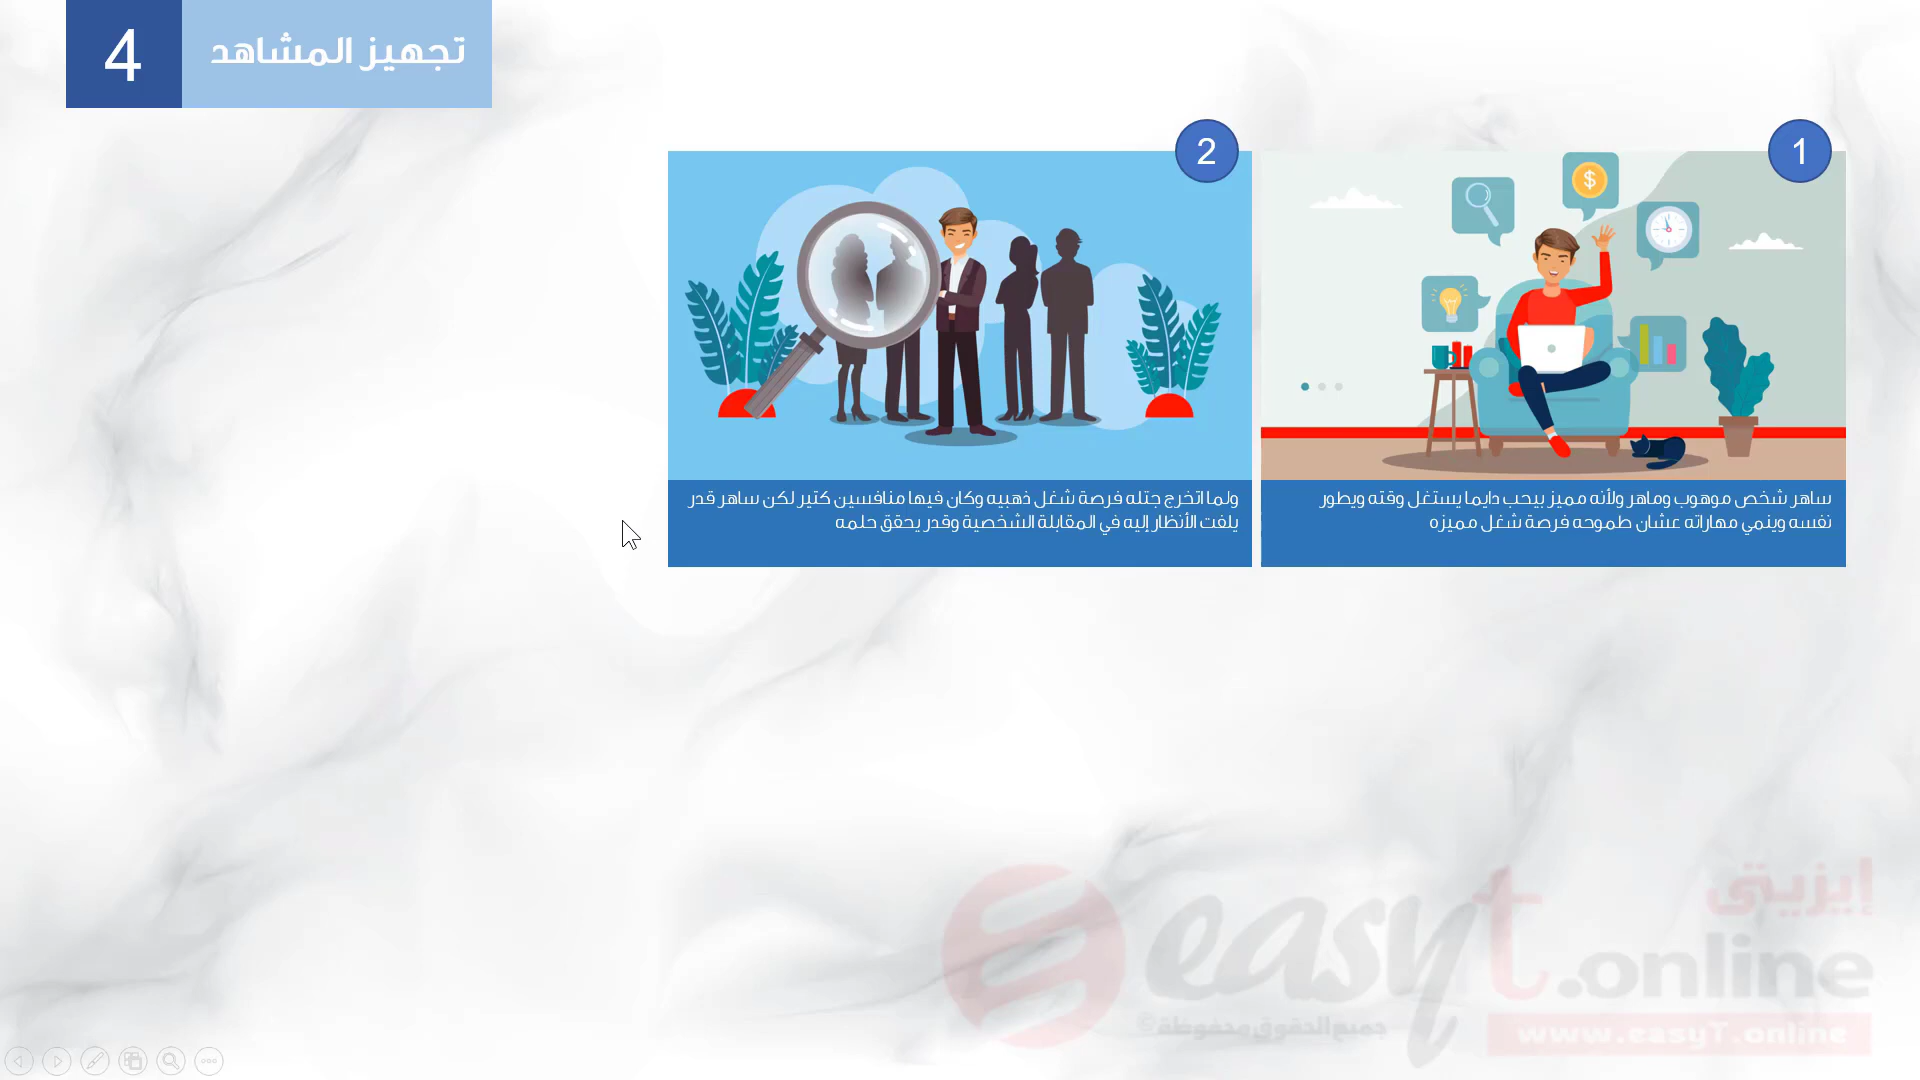 4
تجهيز المشاهد
1
ساهر شخص موهوب وماهر ولأنه مميز بيحب دايما يستغل وقته ويطور
نفسه وينمي مهاراته عشان طموحه فرصة شغل مميزه
2
ولما اتخرج جتله فرصة شغل ذهبيه وكان فيها منافسين كتير لكن ساهر قدر
يلفت الأنظار إليه في المقابلة الشخصية وقدر يحقق حلمه
$
إيزيتي
easyT.online
جميع الحقوق محفوظة©
www.easyT.online